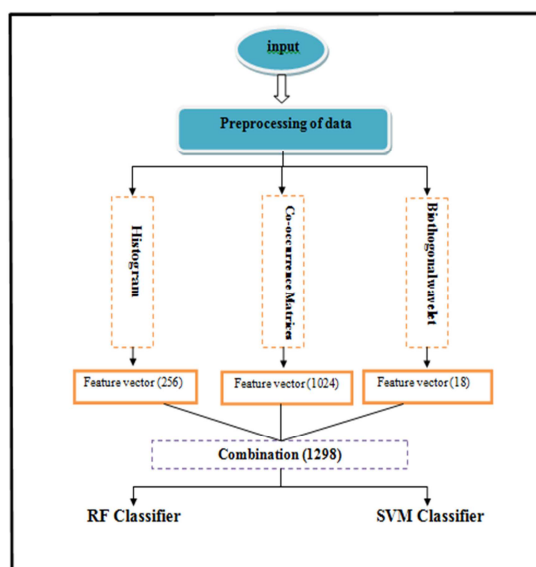 input
Preprocessing of data
Histogram
Co-occurrence Matrices
Biothogonalwavelet
Feature vector (256)
Feature vector (1024)
Feature vector (18)
Combination (1298)
RF Classifier
SVM Classifier